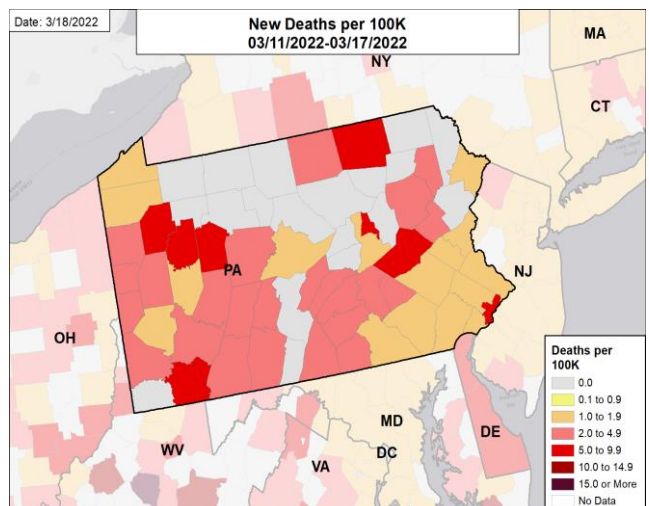 Date: 3/18/2022
New Deaths per 100K
03/11/2022-03/17/2022
MA
NY
CT
PA
NJ
OH
MD
DE
WV
DC
VA
Deaths per
100K
0.0
0.1 to 0.9
1.0 to 1.9
2.0 to 4.9
5.0 to 9.9
10.0 to 14.9
15.0 or More
No Data